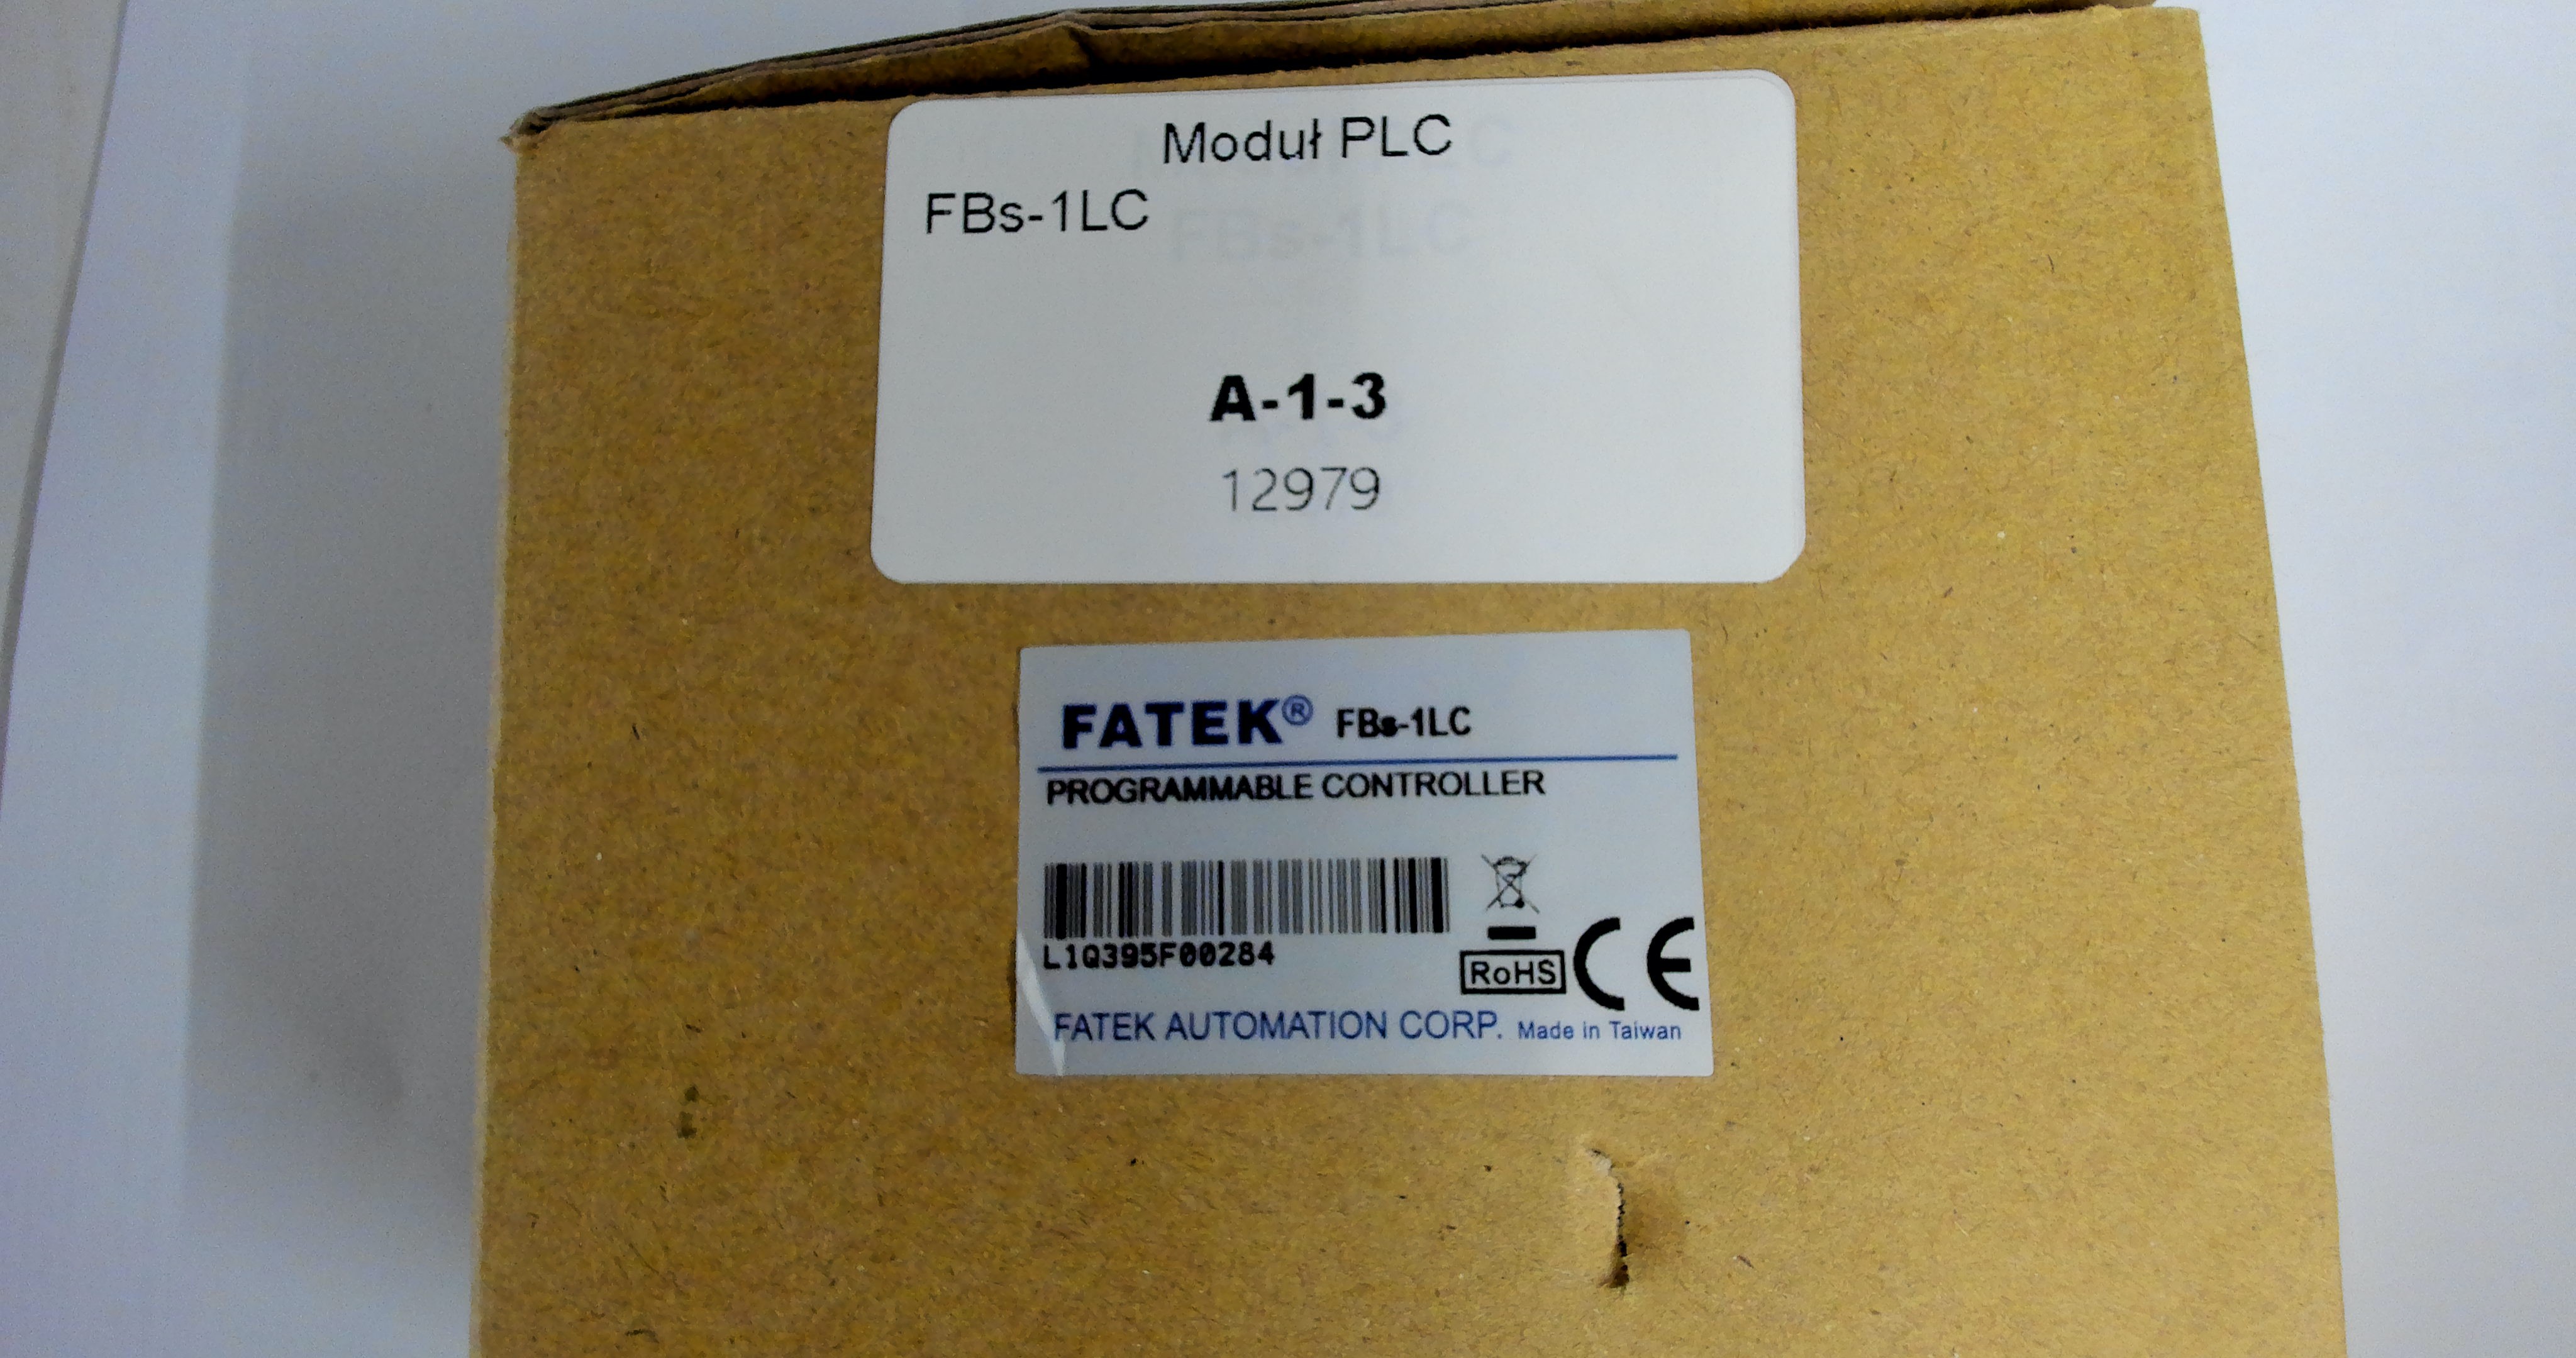 Moduł PLC
FBs-1LC
A-1-3
12979
FATEK® FBs-1LC
PROGRAMMABLE CONTROLLER
L1Q395F00284
RoHS CE
FATEK AUTOMATION CORP. Made in Taiwan